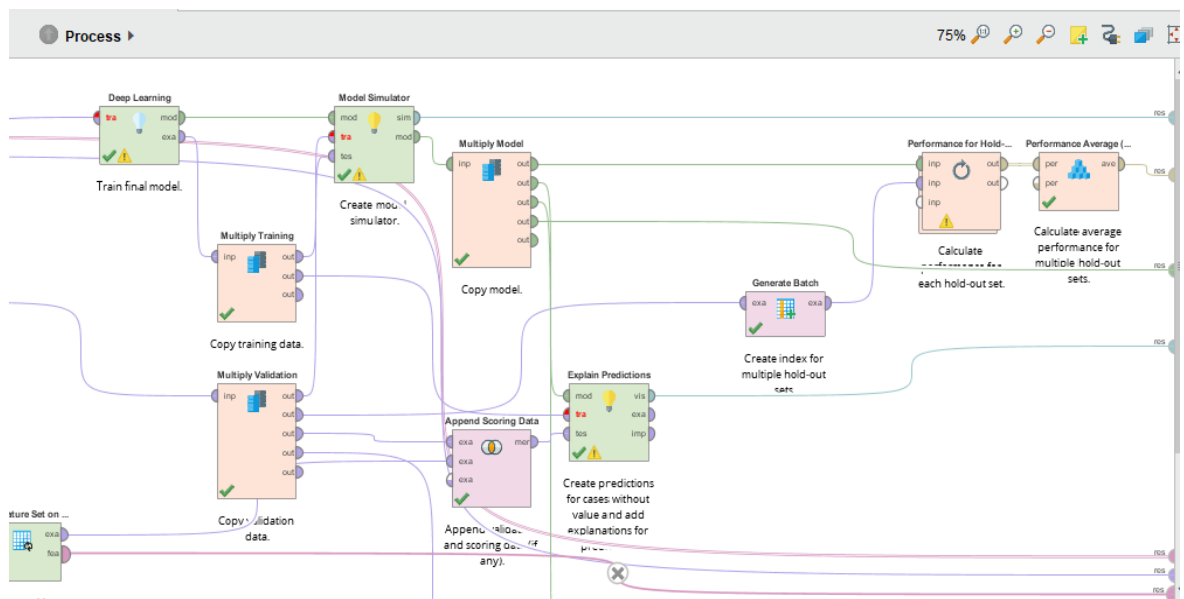 Process
75%
Deep Learning
tra
mod
exa
Train final model.
Model Simulator
mod
tra
tes
sim
mod
simulator.
Multiply Model
inp
out
out
out
out
out
Copy model.
Performance for Hold-...
inp
inp
inp
out
out
Calculate
each hold-out set.
Performance Average (...
per
per
ave
Calculate average
performance for
multiple hold-out
sets.
Multiply Training
inp
out
out
out
Copy training data.
Generate Batch
exa
exa
Create index for
multiple hold-out
Multiply Validation
inp
out
out
out
out
out
data.
Explain Predictions
mod
tra
tes
vis
exa
imp
Create predictions
for cases without
value and add
explanations for
Append Scoring Data
exa
exa
exa
mer
Append
and scoring
any).
ature Set on ...
exa
fea
res
res
res
res
res
res
res